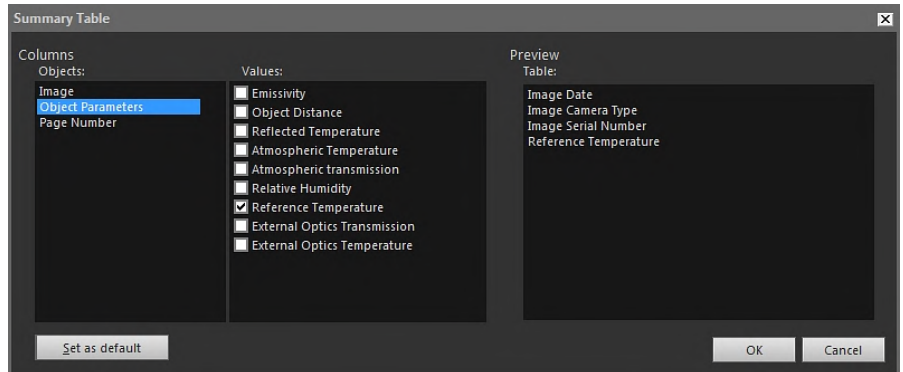 Summary Table
Columns
Objects:
Image
Object Parameters
Page Number
Values:
Emissivity
Object Distance
Reflected Temperature
Atmospheric Temperature
Atmospheric transmission
Relative Humidity
Reference Temperature
External Optics Transmission
External Optics Temperature
Preview
Table:
Image Date
Image Camera Type
Image Serial Number
Reference Temperature
Set as default
OK
Cancel